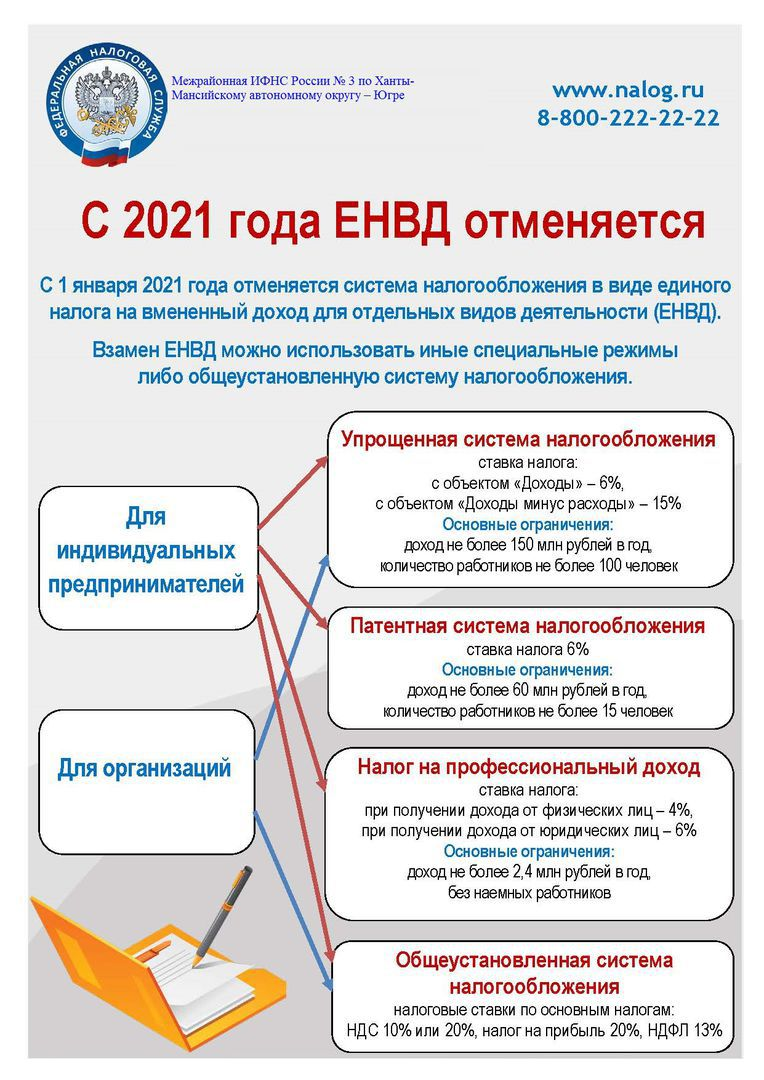 ФЕДЕРАЛЬНАЯ НАЛОГОВАЯ СЛУЖБА
Межрайонная ИФНС России № 3 по Ханты-
Мансийскому автономному округу – Югре
www.nalog.ru
8-800-222-22-22
С 2021 года ЕНВД отменяется
С 1 января 2021 года отменяется система налогообложения в виде единого
налога на вмененный доход для отдельных видов деятельности (ЕНВД).
Взамен ЕНВД можно использовать иные специальные режимы
либо общеустановленную систему налогообложения.
Для
индивидуальных
предпринимателей
Для организаций
Упрощенная система налогообложения
ставка налога:
с объектом «Доходы» – 6%,
с объектом «Доходы минус расходы» – 15%
Основные ограничения:
доход не более 150 млн рублей в год,
количество работников не более 100 человек
Патентная система налогообложения
ставка налога 6%
Основные ограничения:
доход не более 60 млн рублей в год,
количество работников не более 15 человек
Налог на профессиональный доход
ставка налога:
при получении дохода от физических лиц – 4%,
при получении дохода от юридических лиц – 6%
Основные ограничения:
доход не более 2,4 млн рублей в год,
без наемных работников
Общеустановленная система
налогообложения
налоговые ставки по основным налогам:
НДС 10% или 20%, налог на прибыль 20%, НДФЛ 13%